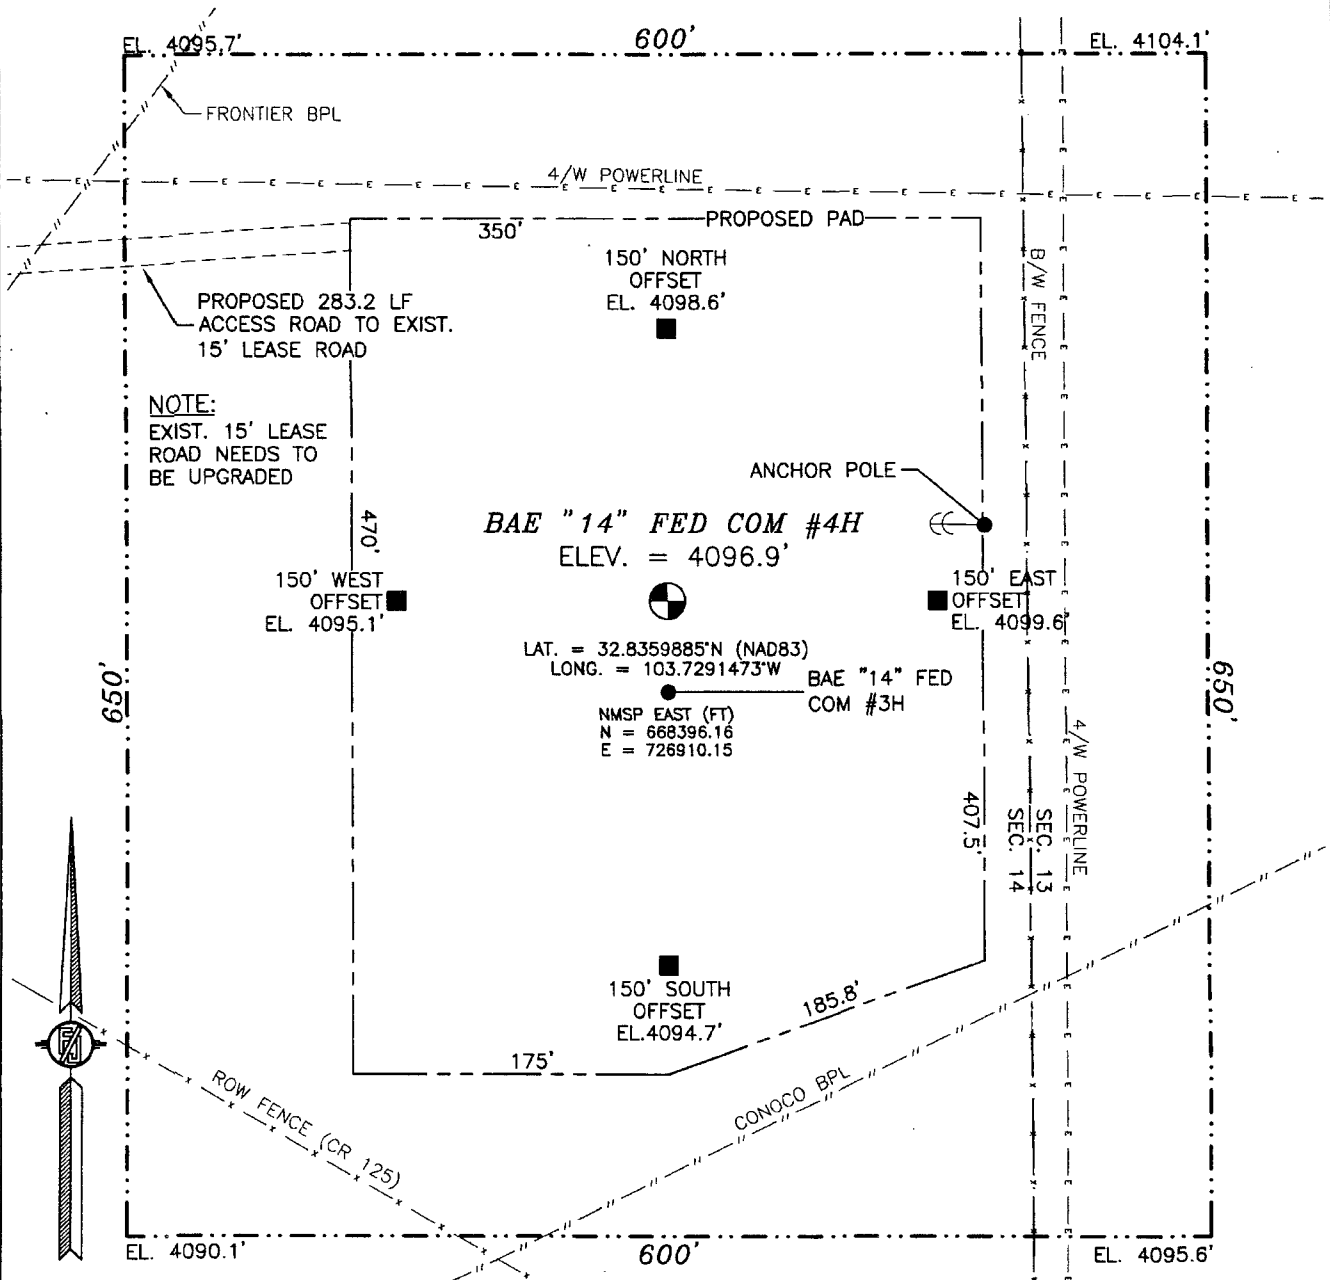 EL. 4095.7'
600'
EL. 4104.1'
FRONTIER BPL
4/W POWERLINE
PROPOSED PAD
350'
150' NORTH
OFFSET
EL. 4098.6'
B/W FENCE
PROPOSED 283.2 LF
ACCESS ROAD TO EXIST.
15' LEASE ROAD
NOTE:
EXIST. 15' LEASE
ROAD NEEDS TO
BE UPGRADED
ANCHOR POLE
470'
BAE "14" FED COM #4H
ELEV. = 4096.9'
150' WEST
OFFSET
EL. 4095.1'
150' EAST
OFFSET
EL. 4099.6'
LAT. = 32.8359885°N (NAD83)
LONG. = 103.7291473°W
BAE "14" FED
COM #3H
NMSP EAST (FT)
N = 668396.16
E = 726910.15
650'
650'
4/W POWERLINE
407.5'
SEC. 13
SEC. 14
150' SOUTH
OFFSET
EL.4094.7'
185.8'
175'
ROW FENCE (CR 125)
CONOCO BPL
EL. 4090.1'
600'
EL. 4095.6'